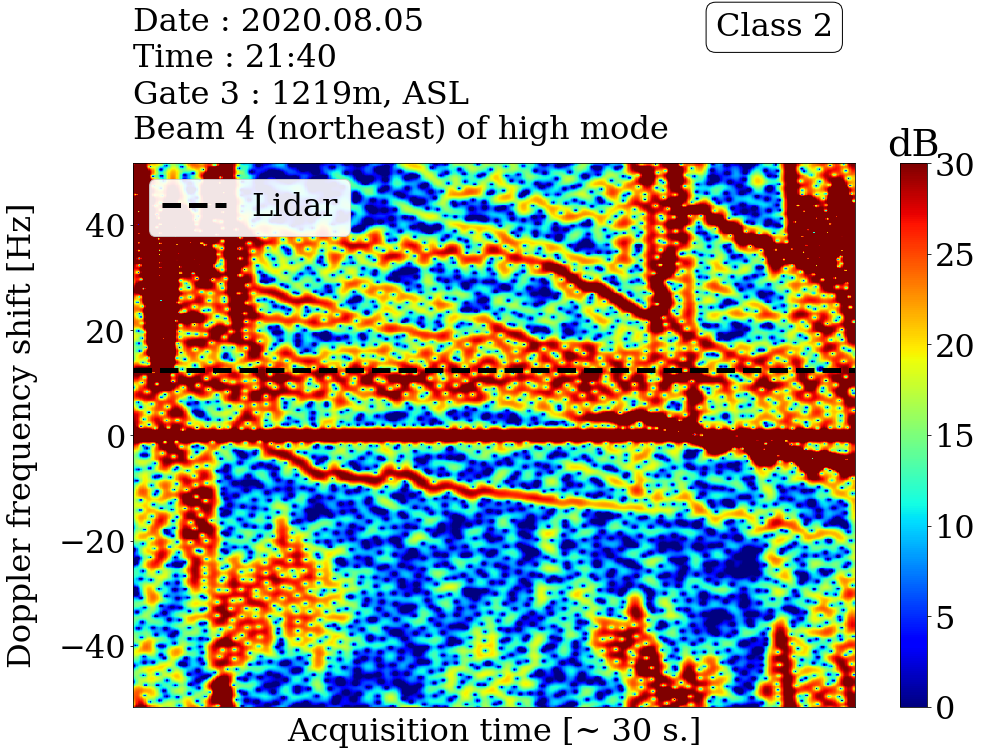 Date : 2020.08.05
Time : 21:40
Gate 3 : 1219m, ASL
Beam 4 (northeast) of high mode
Class 2
dB
Lidar
Doppler frequency shift [Hz]
40
20
0
−20
−40
30
25
20
15
10
5
0
Acquisition time [~ 30 s.]